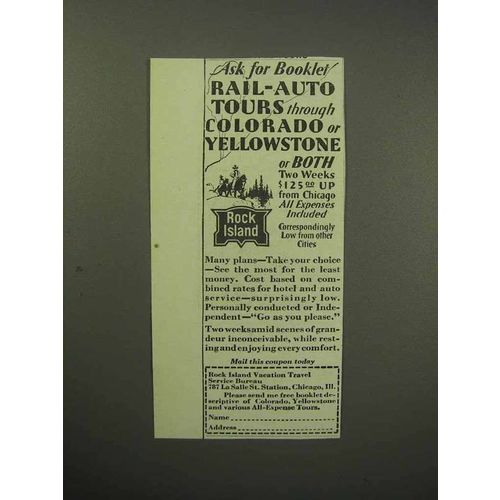 Ask for Booklet
RAIL-AUTO
TOURS through
COLORADO or
YELLOWSTONE
or BOTH
Two Weeks
$125.00 UP
from Chicago
All Expenses
Included
Correspondingly
Low from other
Cities
Rock
Island
Many plans—Take your choice
—See the most for the least
money. Cost based on com-
bined rates for hotel and auto
service—surprisingly low.
Personally conducted or Inde-
pendent—"Go as you please."
Two weeks amid scenes of gran-
deur inconceivable, while rest-
ing and enjoying every comfort.
Mail this coupon today
Rock Island Vacation Travel
Service Bureau
787 La Salle St. Station, Chicago, Ill.
Please send me free booklet de-
scriptive of Colorado, Yellowstone
and various All-Expense Tours.
Name
Address